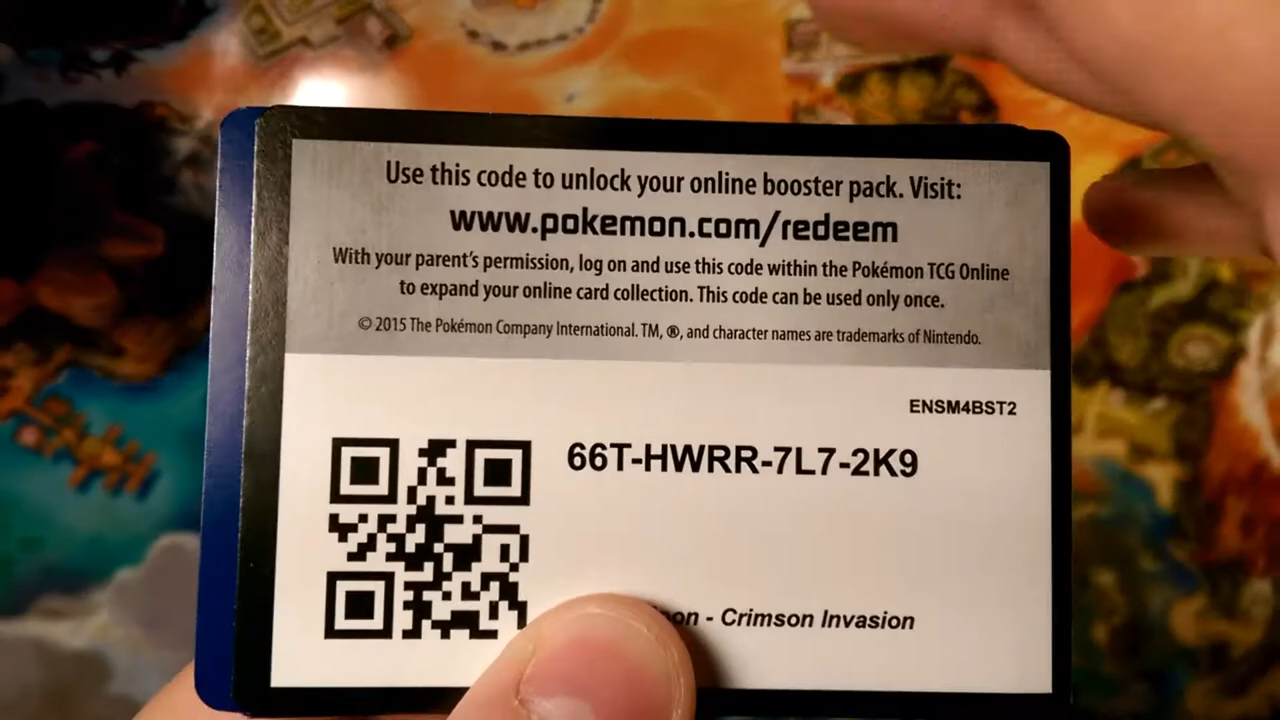 Use this code to unlock your online booster pack. Visit:
www.pokemon.com/redeem
With your parent's permission, log on and use this code within the Pokémon TCG Online
to expand your online card collection. This code can be used only once.
© 2015 The Pokémon Company International. TM, ®, and character names are trademarks of Nintendo.
ENSM4BST2
66T-HWRR-7L7-2K9
- Crimson Invasion